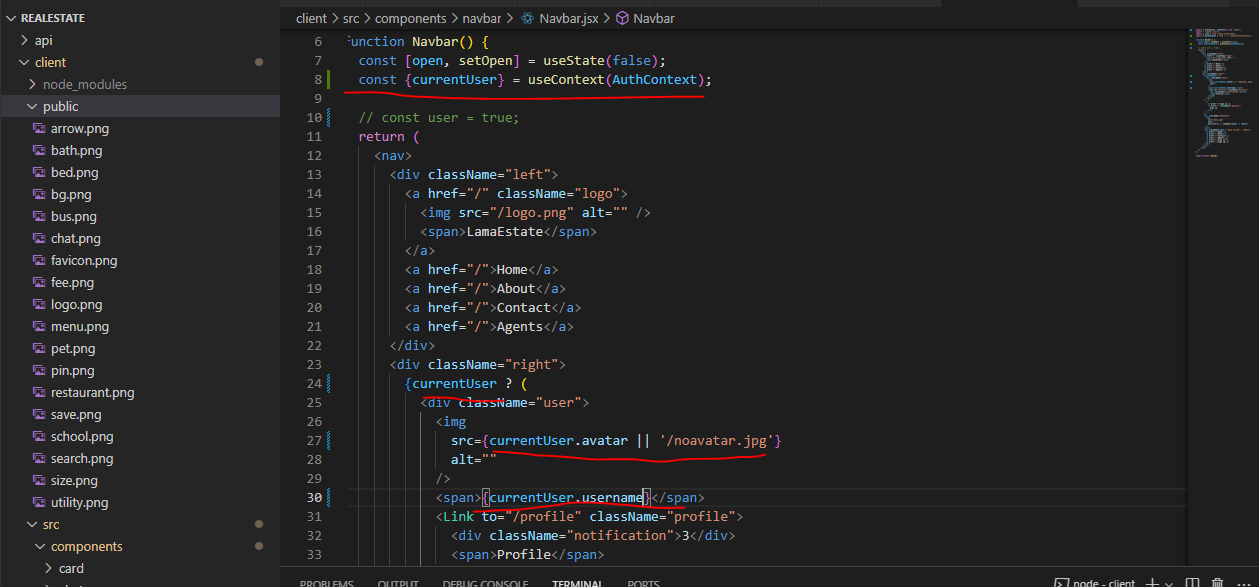 REALESTATE
api
client
node_modules
public
arrow.png
bath.png
bed.png
bg.png
bus.png
chat.png
favicon.png
fee.png
logo.png
menu.png
pet.png
pin.png
restaurant.png
save.png
school.png
search.png
size.png
utility.png
src
components
card
client > src > components > navbar > Navbar.jsx > Navbar
6 function Navbar() {
7 const [open, setOpen] = useState(false);
8 const {currentUser} = useContext(AuthContext);
9
10 // const user = true;
11 return (
12 <nav>
13 <div className="left">
14 <a href="/" className="logo">
15 <img src="/logo.png" alt="" />
16 <span>LamaEstate</span>
17 </a>
18 <a href="/">Home</a>
19 <a href="/">About</a>
20 <a href="/">Contact</a>
21 <a href="/">Agents</a>
22 </div>
23 <div className="right">
24 {currentUser ? (
25 <div className="user">
26 <img
27 src={currentUser.avatar || '/noavatar.jpg'}
28 alt=""
29 />
30 <span>{currentUser.username}</span>
31 <Link to="/profile" className="profile">
32 <div className="notification">3</div>
33 <span>Profile</span>
PROBLEMS OUTPUT DEBUG CONSOLE TERMINAL PORTS
node - client